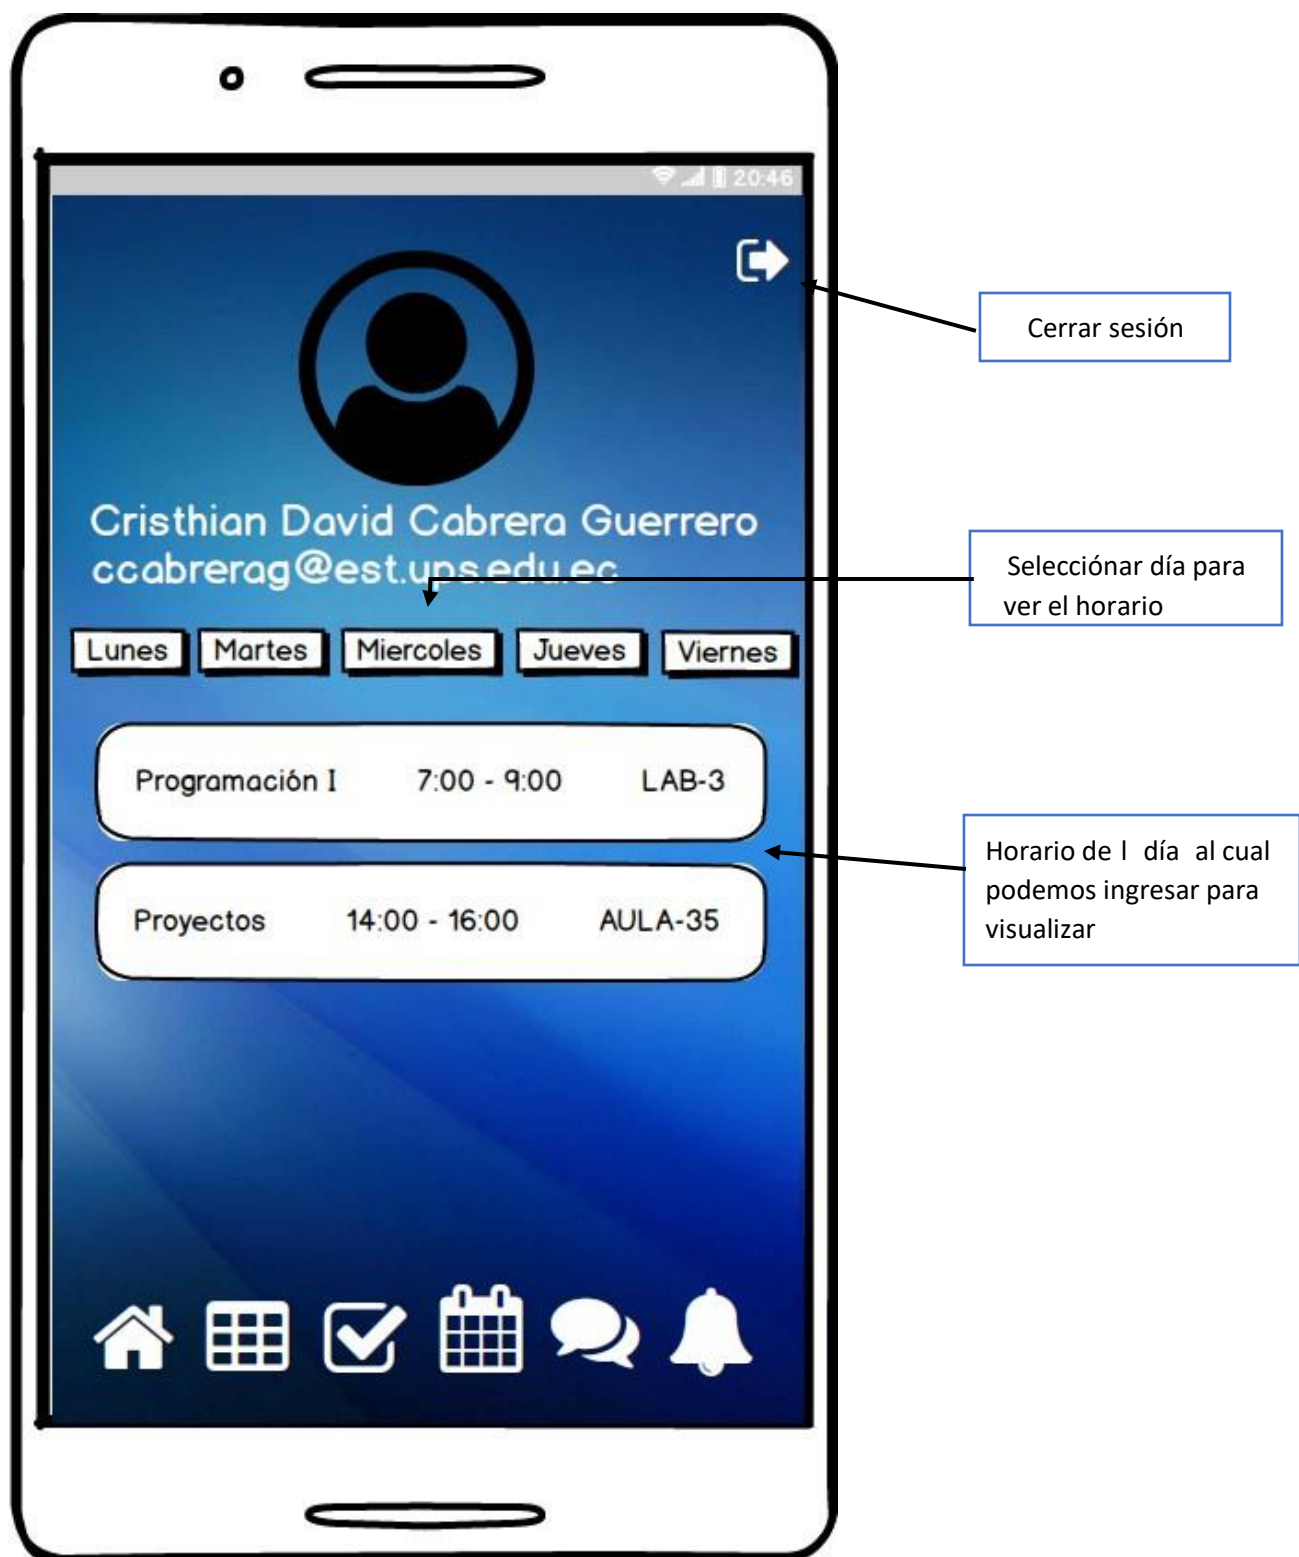 20:46
Cerrar sesión
Cristhian David Cabrera Guerrero
ccabrerag@est.ups.edu.ec
Selecciónar día para
ver el horario
Lunes Martes Miercoles Jueves Viernes
Programación I 7:00 - 9:00 LAB-3
Proyectos 14:00 - 16:00 AULA-35
Horario de l día al cual
podemos ingresar para
visualizar